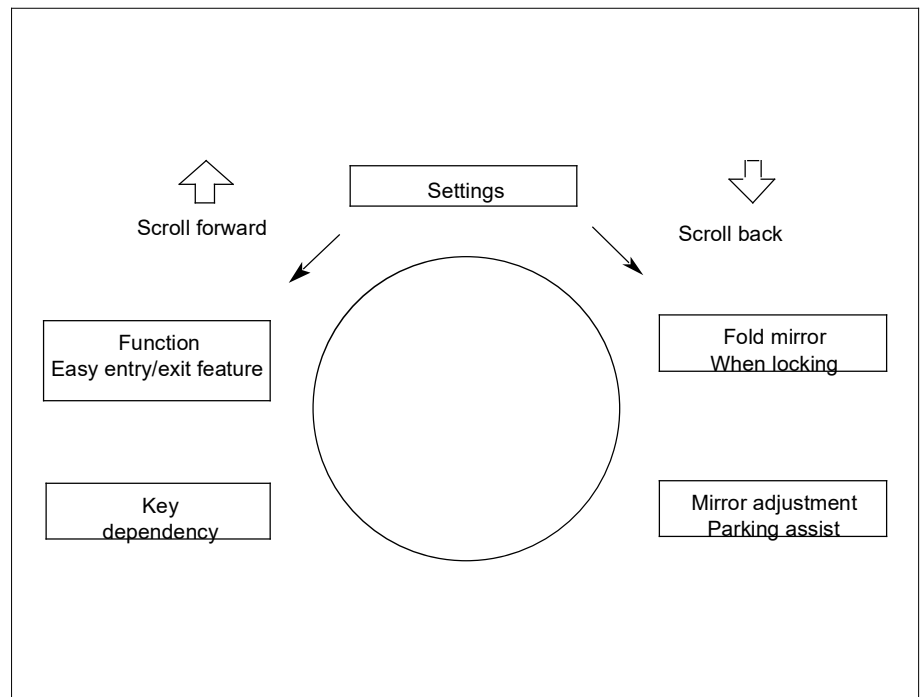 Settings
Scroll forward
Scroll back
Function
Easy entry/exit feature
Fold mirror
When locking
Key
dependency
Mirror adjustment
Parking assist